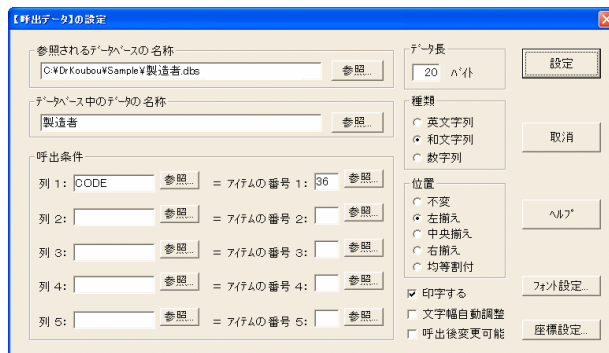 【呼出データ】の設定
参照されるデータベースの名称
C:¥DrKoubou¥Sample¥製造者.dbs 参照...
データベース中のデータの名称
製造者 参照...
呼出条件
列 1: CODE 参照... = アイテムの番号 1: 36 参照...
列 2: 参照... = アイテムの番号 2: 参照...
列 3: 参照... = アイテムの番号 3: 参照...
列 4: 参照... = アイテムの番号 4: 参照...
列 5: 参照... = アイテムの番号 5: 参照...
データ長
20 バイト
種類
英文字列
和文字列
数字列
位置
不変
左揃え
中央揃え
右揃え
均等割付
印字する
文字幅自動調整
呼出後変更可能
設定
取消
ヘルプ
フォント設定...
座標設定...